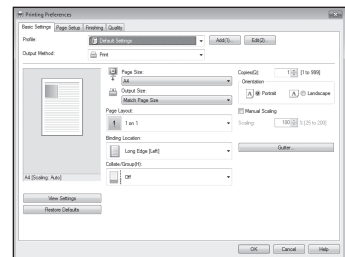 Printing Preferences
Basic Settings Page Setup Finishing Quality
Profile: Default Settings Add(1)... Edit(2)...
Output Method: Print
Page Size:
A4
Output Size:
Match Page Size
Page Layout:
1 1 on 1
Binding Location:
Long Edge [Left]
Collate/Group(H):
Off
Copies(Q): 1 [1 to 999]
Orientation
A Portrait A Landscape
Manual Scaling
Scaling: 100 % [25 to 200]
Gutter...
A4 [Scaling: Auto]
View Settings
Restore Defaults
OK Cancel Help